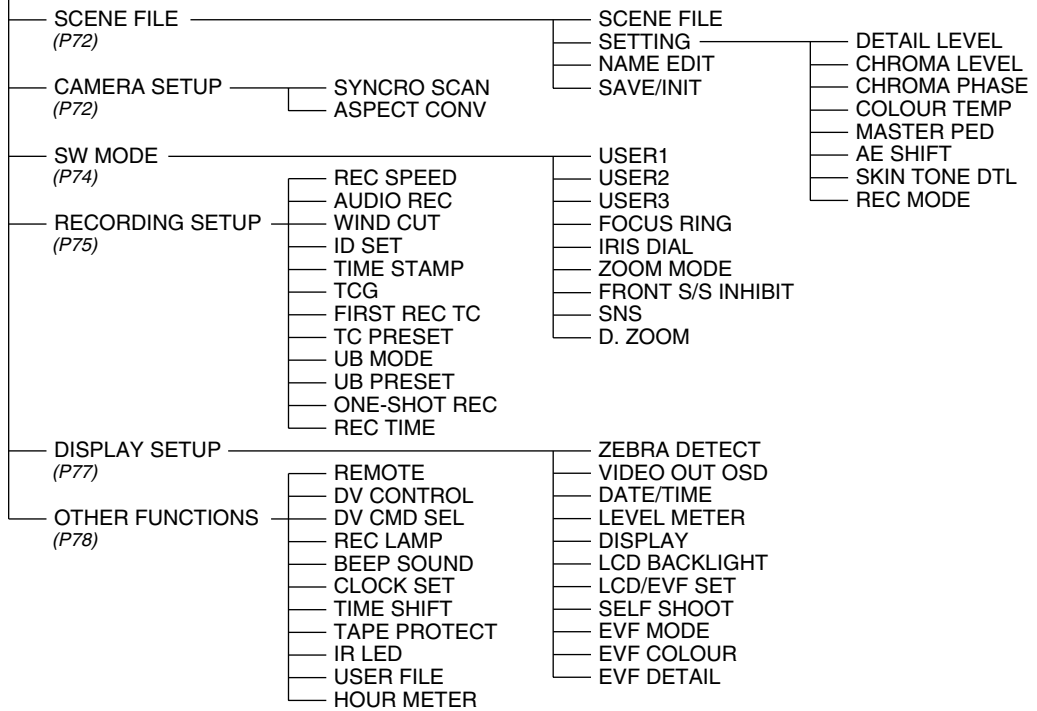 SCENE FILE
(P72)
SCENE FILE
SETTING
NAME EDIT
SAVE/INIT
DETAIL LEVEL
CHROMA LEVEL
CHROMA PHASE
COLOUR TEMP
MASTER PED
AE SHIFT
SKIN TONE DTL
REC MODE
CAMERA SETUP
(P72)
SYNCRO SCAN
ASPECT CONV
SW MODE
(P74)
USER1
USER2
USER3
FOCUS RING
IRIS DIAL
ZOOM MODE
FRONT S/S INHIBIT
SNS
D. ZOOM
RECORDING SETUP
(P75)
REC SPEED
AUDIO REC
WIND CUT
ID SET
TIME STAMP
TCG
FIRST REC TC
TC PRESET
UB MODE
UB PRESET
ONE-SHOT REC
REC TIME
DISPLAY SETUP
(P77)
ZEBRA DETECT
VIDEO OUT OSD
DATE/TIME
LEVEL METER
DISPLAY
LCD BACKLIGHT
LCD/EVF SET
SELF SHOOT
EVF MODE
EVF COLOUR
EVF DETAIL
OTHER FUNCTIONS
(P78)
REMOTE
DV CONTROL
DV CMD SEL
REC LAMP
BEEP SOUND
CLOCK SET
TIME SHIFT
TAPE PROTECT
IR LED
USER FILE
HOUR METER